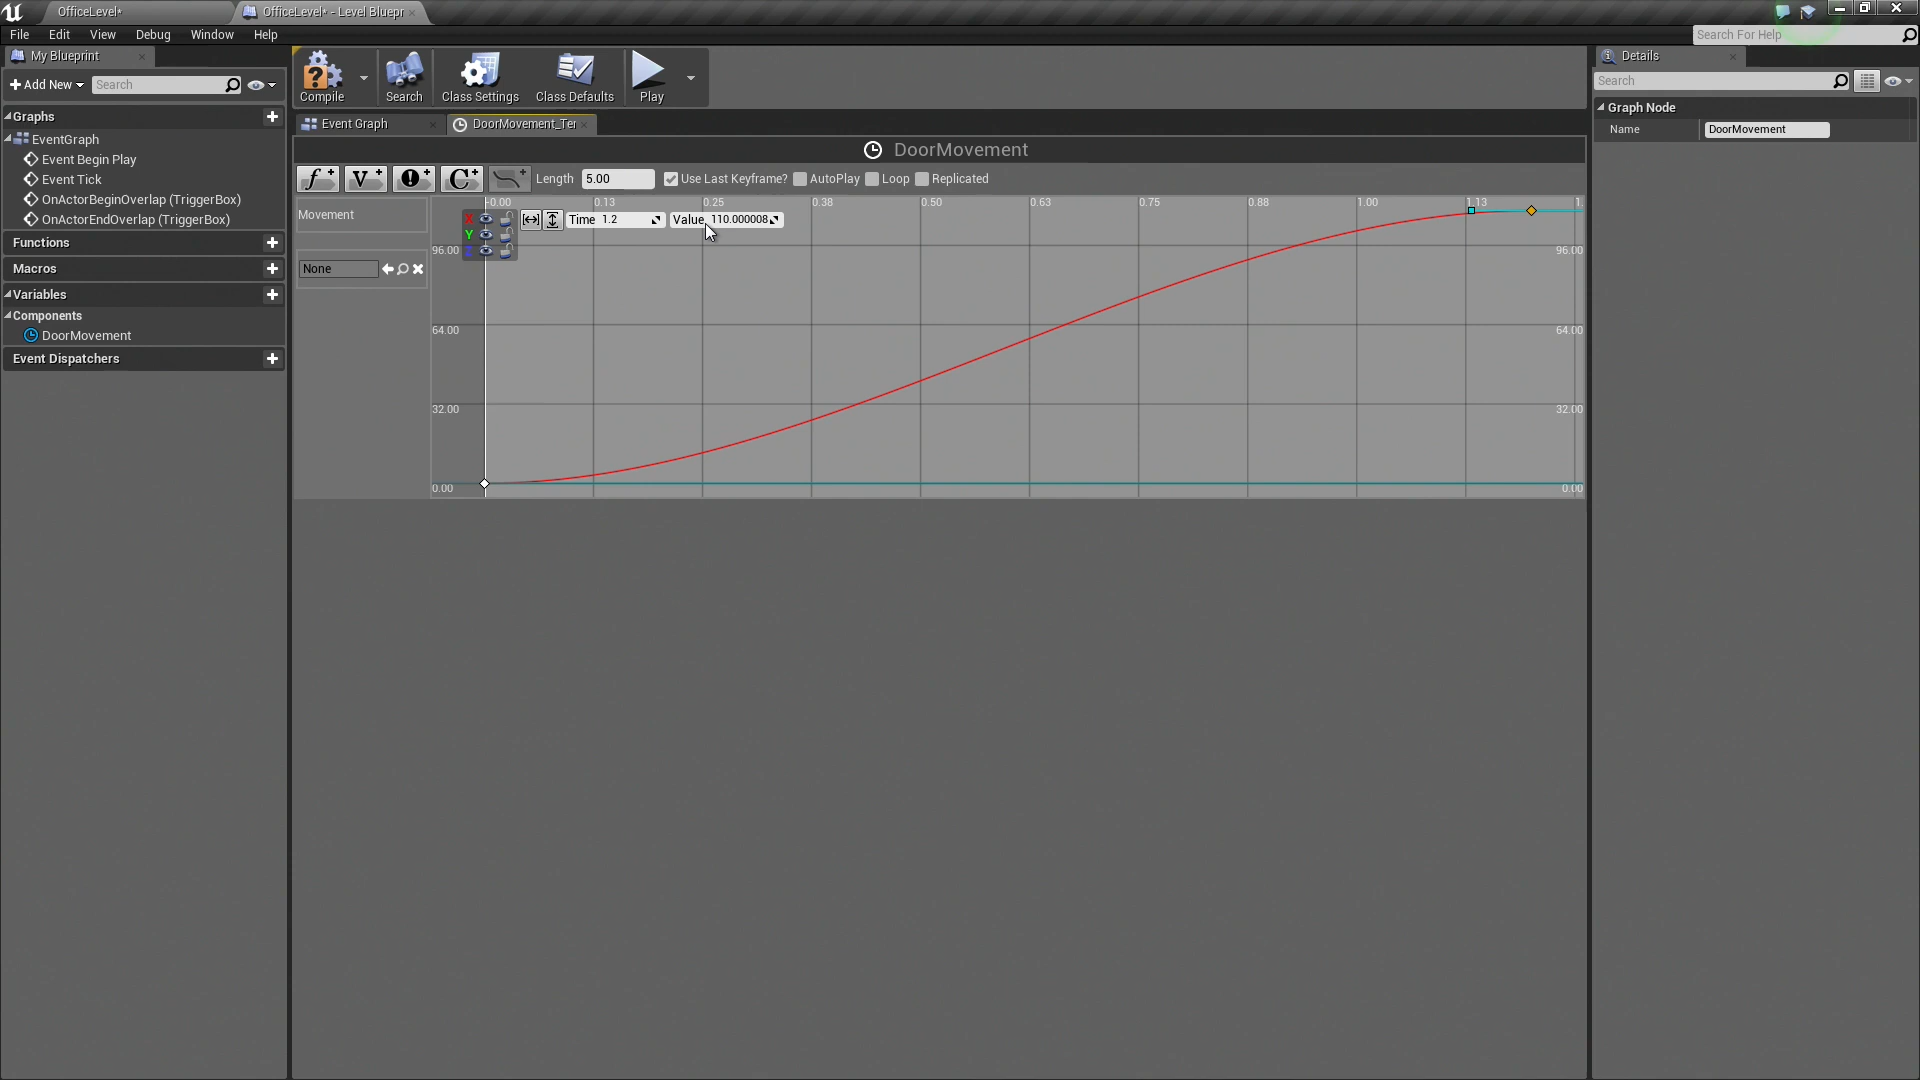 OfficeLevel*
OfficeLevel* - Level Bluepr
File Edit View Debug Window Help
Search For Help
My Blueprint
Add New
Search
Graphs
EventGraph
Event Begin Play
Event Tick
OnActorBeginOverlap (TriggerBox)
OnActorEndOverlap (TriggerBox)
Functions
Macros
Variables
Components
DoorMovement
Event Dispatchers
Compile
Search
Class Settings
Class Defaults
Play
Event Graph
DoorMovement_Ter
DoorMovement
f+ V+ !+ C+
Length 5.00 Use Last Keyframe? AutoPlay Loop Replicated
Movement
None
-0.00 0.13 0.25 0.38 0.50 0.63 0.75 0.88 1.00 1.13 1.
X
Y
Z
Time 1.2
Value 110.000008
96.00 96.00
64.00 64.00
32.00 32.00
0.00 0.00
Details
Search
Graph Node
Name DoorMovement